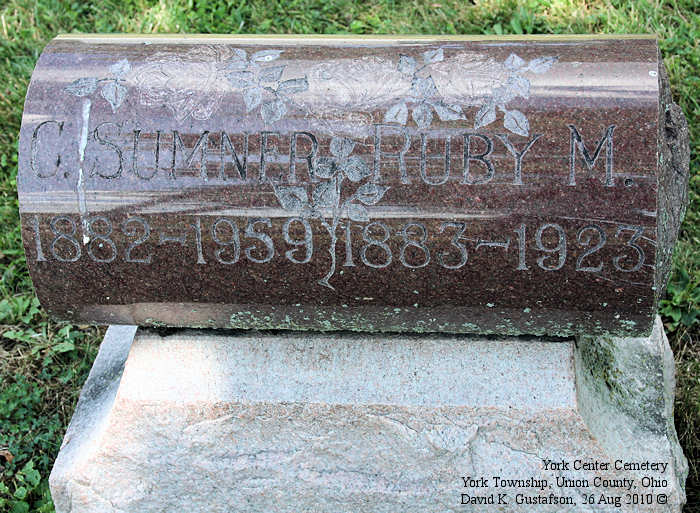 C. SUMNER RUBY M.
1882-1959 1883-1923
York Center Cemetery
York Township, Union County, Ohio
David K. Gustafson, 26 Aug 2010 ©